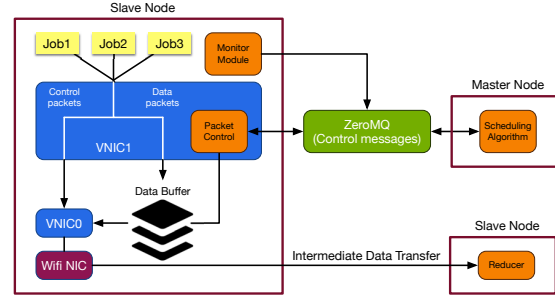 Slave Node
Job1
Job2
Job3
Monitor
Module
Control
packets
Data
packets
Packet
Control
VNIC1
ZeroMQ
(Control messages)
Master Node
Scheduling
Algorithm
Data Buffer
VNIC0
Wifi NIC
Intermediate Data Transfer
Slave Node
Reducer